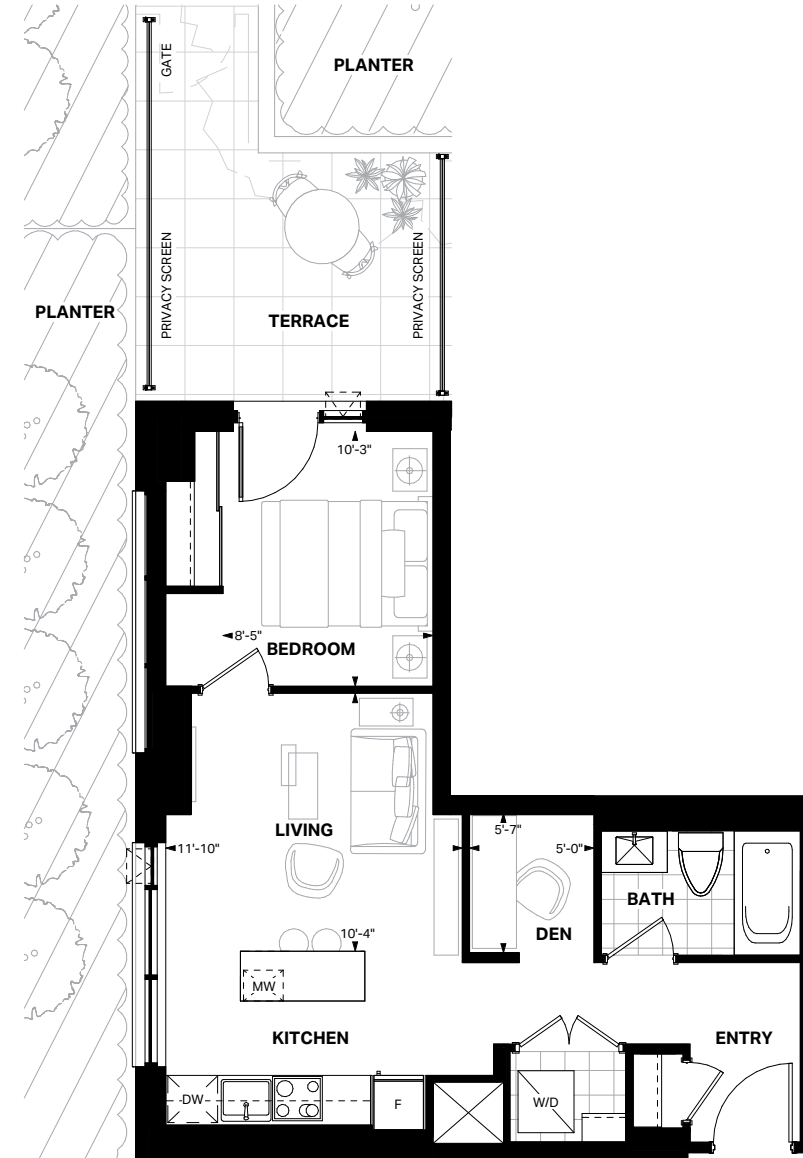 GATE
PLANTER
PRIVACY SCREEN
PRIVACY SCREEN
PLANTER
TERRACE
10'-3"
8'-5"
BEDROOM
LIVING
5'-7"
11'-10"
5'-0"
BATH
10'-4"
DEN
MW
KITCHEN
ENTRY
DW
F
W/D